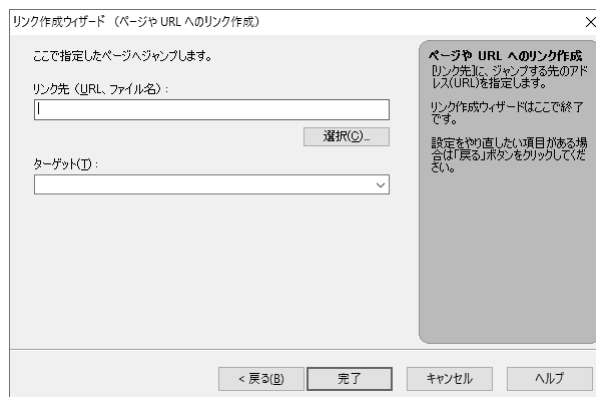 リンク作成ウィザード （ページや URL へのリンク作成）
ここで指定したページへジャンプします。
リンク先（URL、ファイル名）:
選択(C)...
ターゲット(T):
ページや URL へのリンク作成
[リンク先]に、ジャンプする先のアド
レス(URL)を指定します。
リンク作成ウィザードはここで終了
です。
設定をやり直したい項目がある場
合は「戻る」ボタンをクリックしてくだ
さい。
< 戻る(B)
完了
キャンセル
ヘルプ